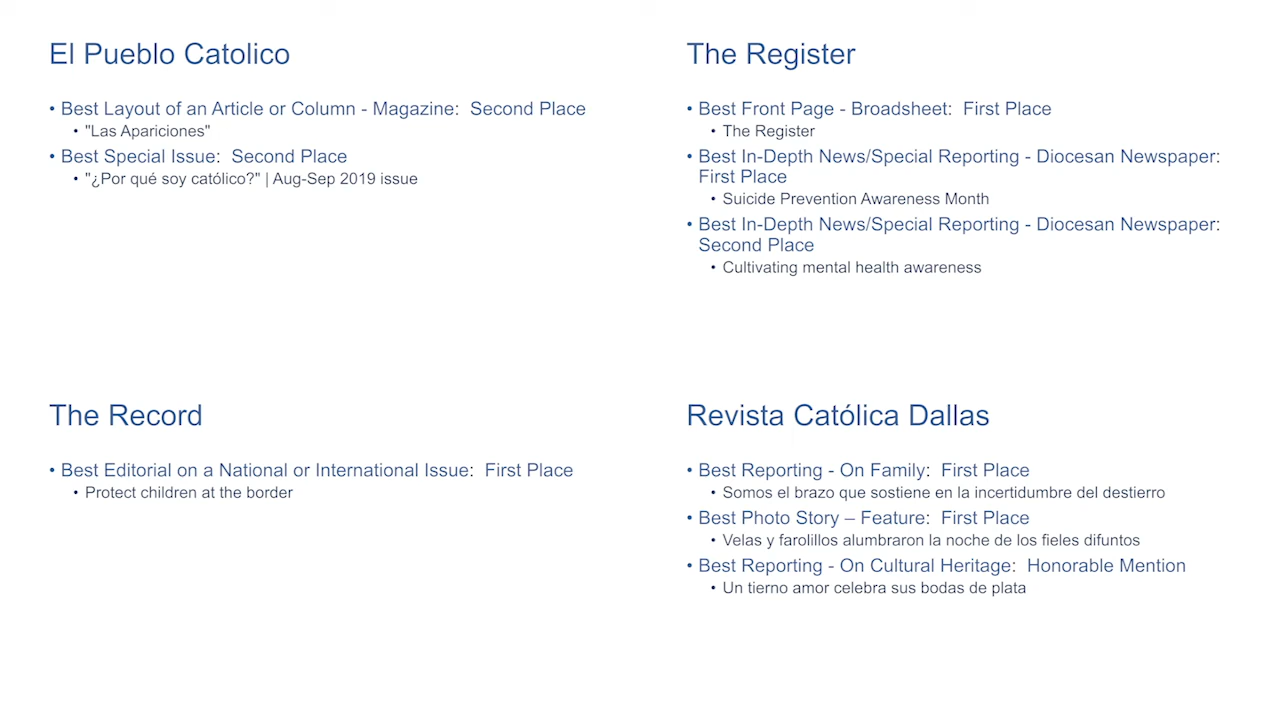 El Pueblo Catolico
• Best Layout of an Article or Column - Magazine:  Second Place
• "Las Apariciones"
• Best Special Issue:  Second Place
• "¿Por qué soy católico?" | Aug-Sep 2019 issue
The Register
• Best Front Page - Broadsheet:  First Place
• The Register
• Best In-Depth News/Special Reporting - Diocesan Newspaper:
First Place
• Suicide Prevention Awareness Month
• Best In-Depth News/Special Reporting - Diocesan Newspaper:
Second Place
• Cultivating mental health awareness
The Record
• Best Editorial on a National or International Issue:  First Place
• Protect children at the border
Revista Católica Dallas
• Best Reporting - On Family:  First Place
• Somos el brazo que sostiene en la incertidumbre del destierro
• Best Photo Story – Feature:  First Place
• Velas y farolillos alumbraron la noche de los fieles difuntos
• Best Reporting - On Cultural Heritage:  Honorable Mention
• Un tierno amor celebra sus bodas de plata